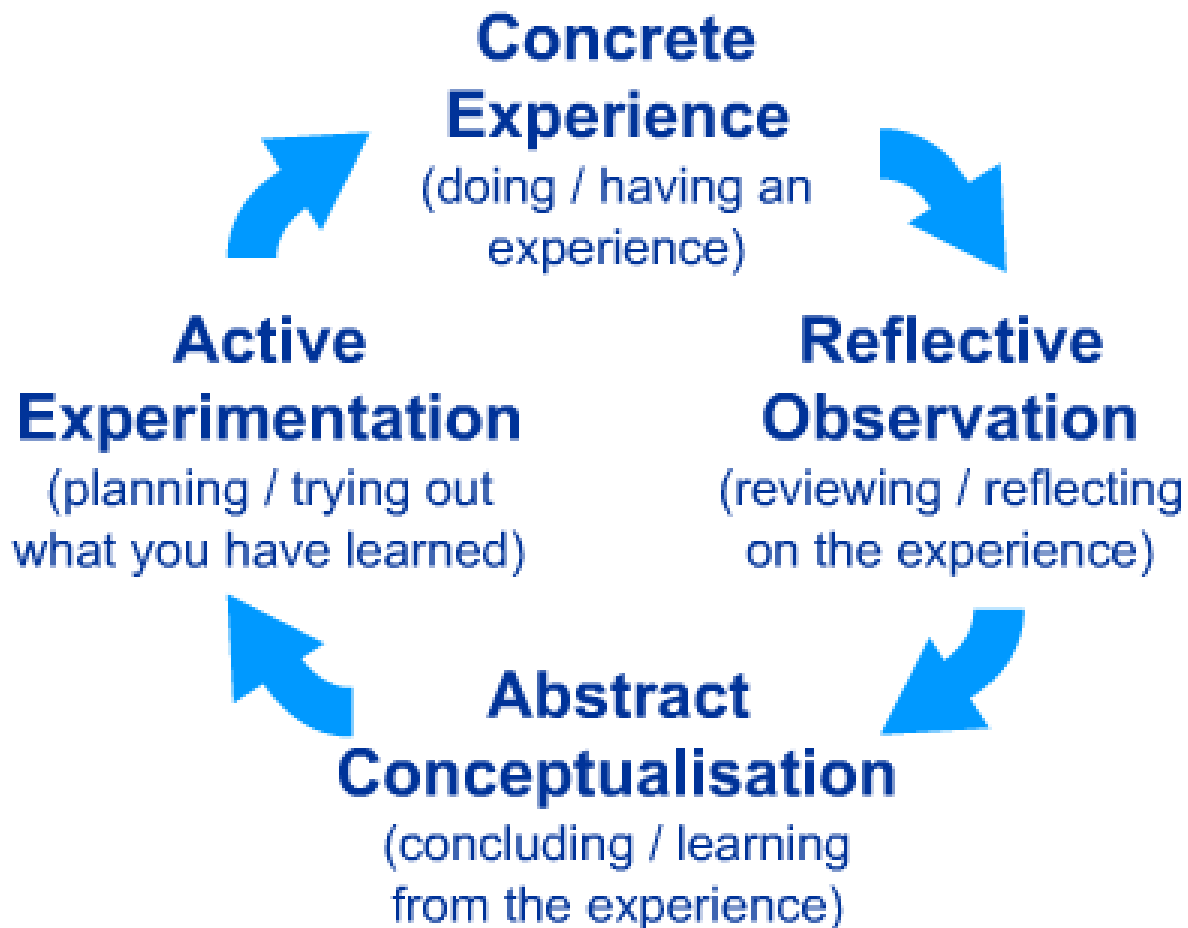 Concrete
Experience
(doing / having an
experience)
Reflective
Observation
(reviewing / reflecting
on the experience)
Abstract
Conceptualisation
(concluding / learning
from the experience)
Active
Experimentation
(planning / trying out
what you have learned)